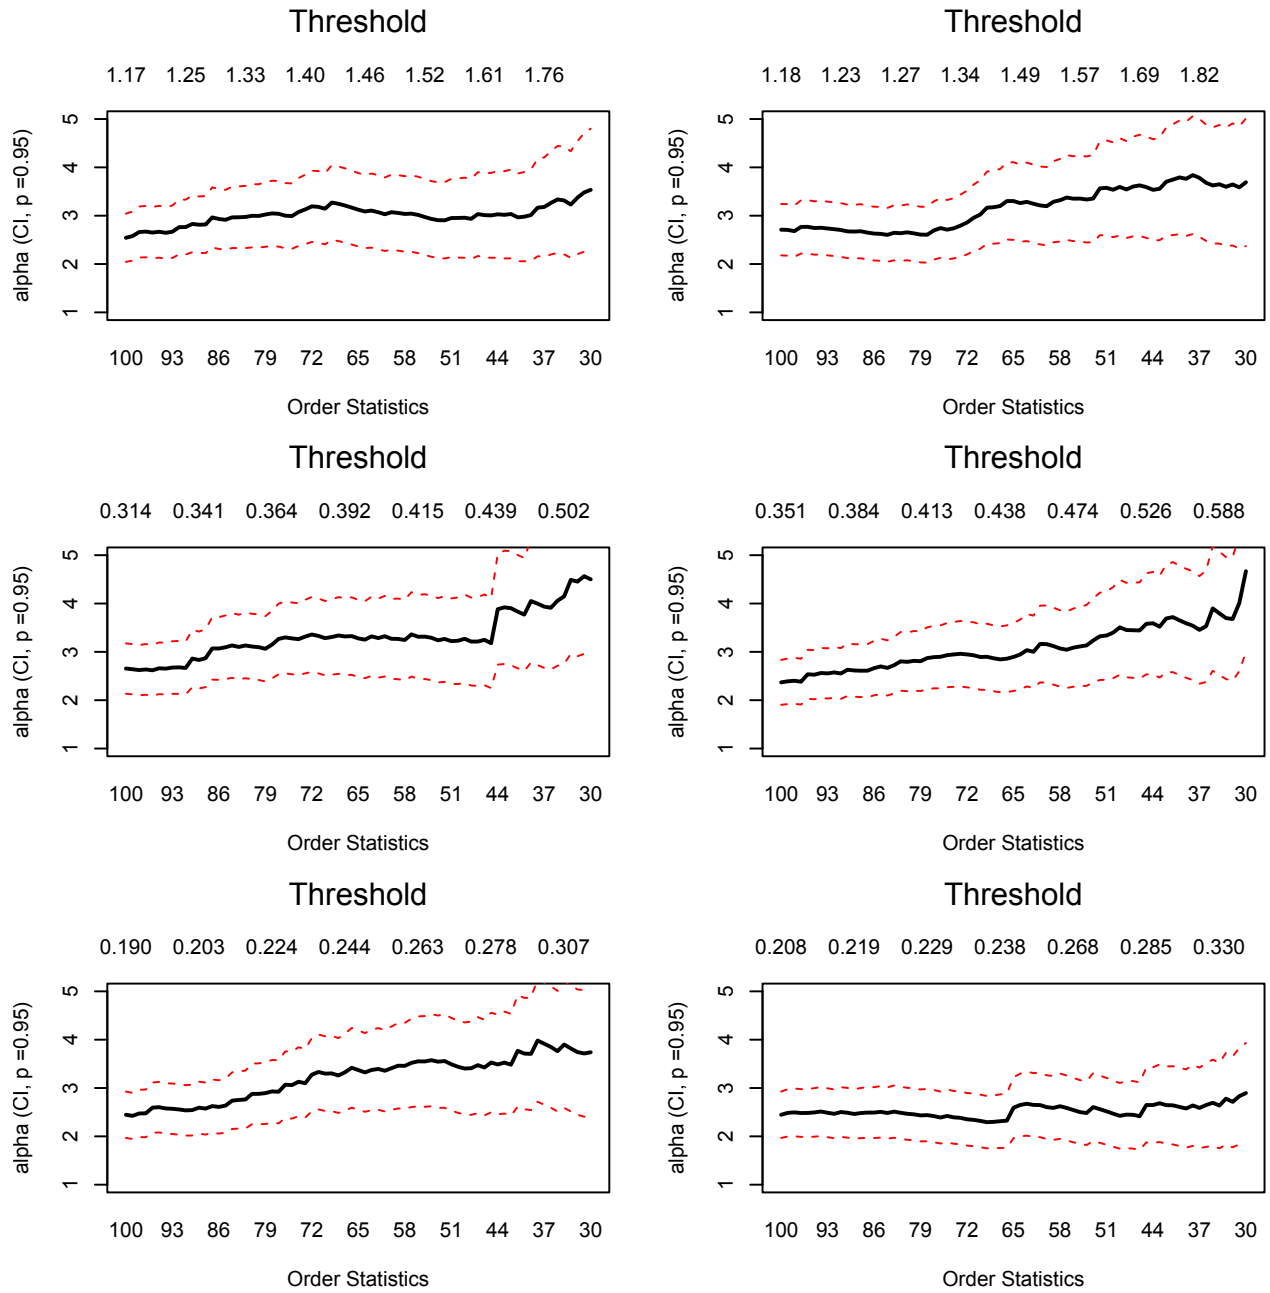 Threshold
1.17 1.25 1.33 1.40 1.46 1.52 1.61 1.76
alpha (CI, p =0.95)
5
4
3
2
1
100 93 86 79 72 65 58 51 44 37 30
Order Statistics
Threshold
1.18 1.23 1.27 1.34 1.49 1.57 1.69 1.82
alpha (CI, p =0.95)
5
4
3
2
1
100 93 86 79 72 65 58 51 44 37 30
Order Statistics
Threshold
0.314 0.341 0.364 0.392 0.415 0.439 0.502
alpha (CI, p =0.95)
5
4
3
2
1
100 93 86 79 72 65 58 51 44 37 30
Order Statistics
Threshold
0.351 0.384 0.413 0.438 0.474 0.526 0.588
alpha (CI, p =0.95)
5
4
3
2
1
100 93 86 79 72 65 58 51 44 37 30
Order Statistics
Threshold
0.190 0.203 0.224 0.244 0.263 0.278 0.307
alpha (CI, p =0.95)
5
4
3
2
1
100 93 86 79 72 65 58 51 44 37 30
Order Statistics
Threshold
0.208 0.219 0.229 0.238 0.268 0.285 0.330
alpha (CI, p =0.95)
5
4
3
2
1
100 93 86 79 72 65 58 51 44 37 30
Order Statistics